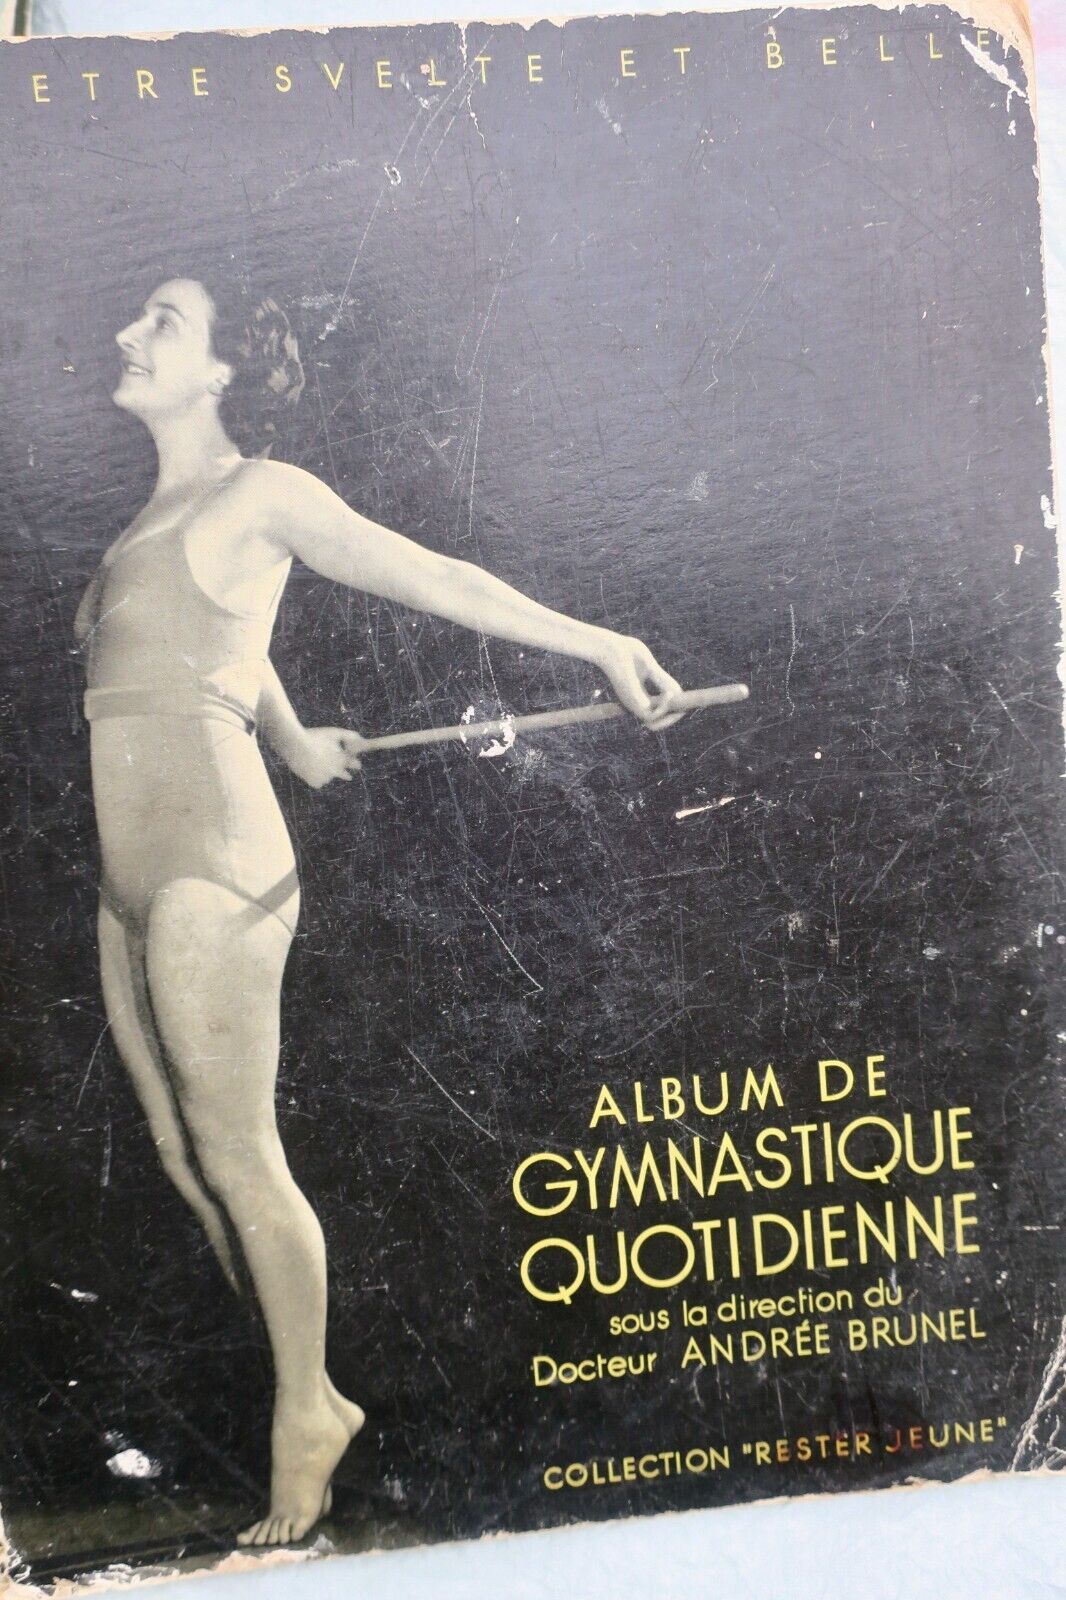 ETRE SVELTE ET BELLE
ALBUM DE
GYMNASTIQUE
QUOTIDIENNE
sous la direction du
Docteur ANDRÉE BRUNEL
COLLECTION "RESTER JEUNE"